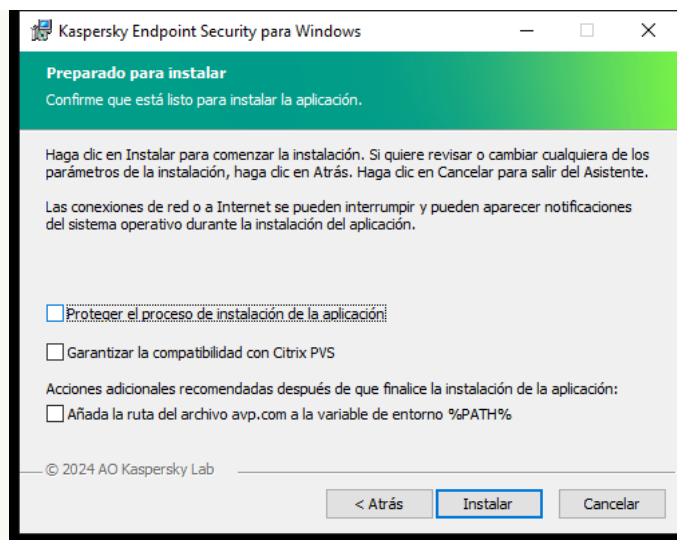 Kaspersky Endpoint Security para Windows
Preparado para instalar
Confirme que está listo para instalar la aplicación.
Haga clic en Instalar para comenzar la instalación. Si quiere revisar o cambiar cualquiera de los
parámetros de la instalación, haga clic en Atrás. Haga clic en Cancelar para salir del Asistente.
Las conexiones de red o a Internet se pueden interrumpir y pueden aparecer notificaciones
del sistema operativo durante la instalación del aplicación.
Proteger el proceso de instalación de la aplicación
Garantizar la compatibilidad con Citrix PVS
Acciones adicionales recomendadas después de que finalice la instalación de la aplicación:
Añada la ruta del archivo avp.com a la variable de entorno %PATH%
© 2024 AO Kaspersky Lab
< Atrás
Instalar
Cancelar